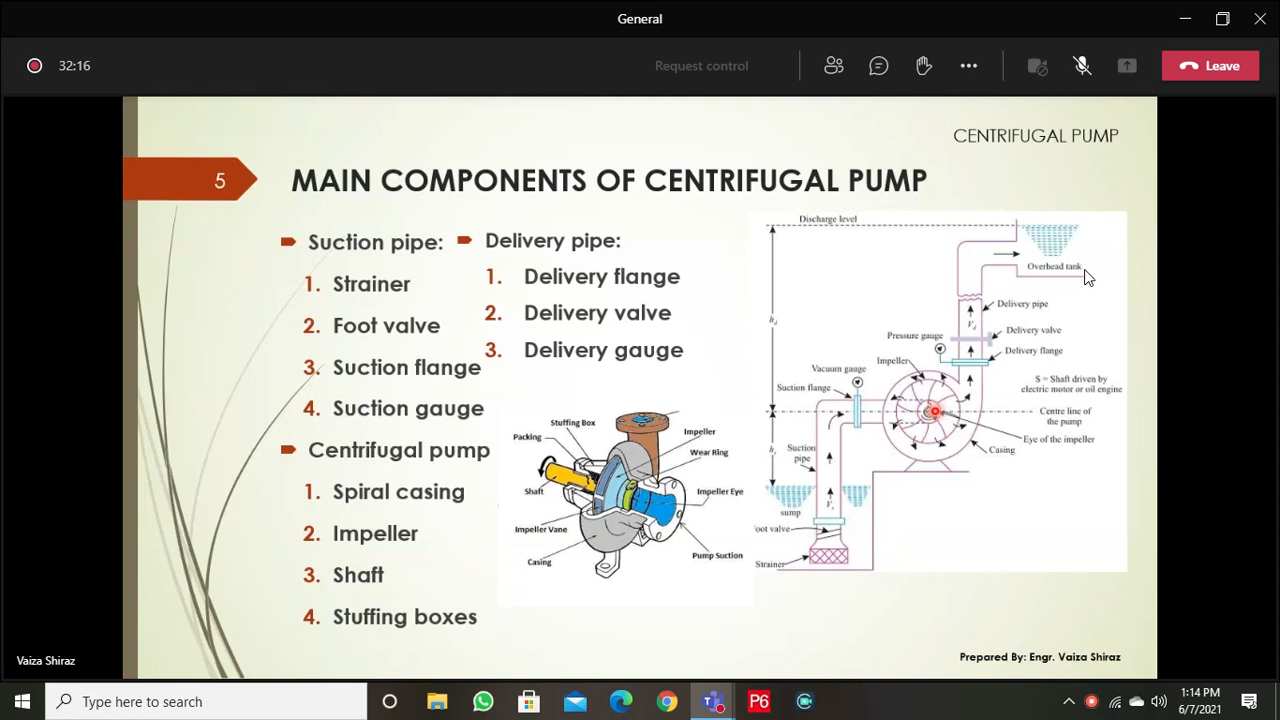 General
32:16
Request control
Leave
CENTRIFUGAL PUMP
5
MAIN COMPONENTS OF CENTRIFUGAL PUMP
Suction pipe:
1. Strainer
2. Foot valve
3. Suction flange
4. Suction gauge
Centrifugal pump
1. Spiral casing
2. Impeller
3. Shaft
4. Stuffing boxes
Delivery pipe:
1. Delivery flange
2. Delivery valve
3. Delivery gauge
Stuffing Box
Packing
Shaft
Impeller Vane
Casing
Impeller
Wear Ring
Impeller Eye
Pump Suction
Discharge level
Overhead tank
Delivery pipe
Delivery valve
Pressure gauge
Delivery flange
Impeller
Vacuum gauge
Suction flange
S = Shaft driven by
electric motor or oil engine
Centre line of
the pump
Eye of the impeller
Casing
Suction
pipe
sump
oot valve
Strainer
Vaiza Shiraz
Prepared By: Engr. Vaiza Shiraz
Type here to search
P6
1:14 PM
6/7/2021